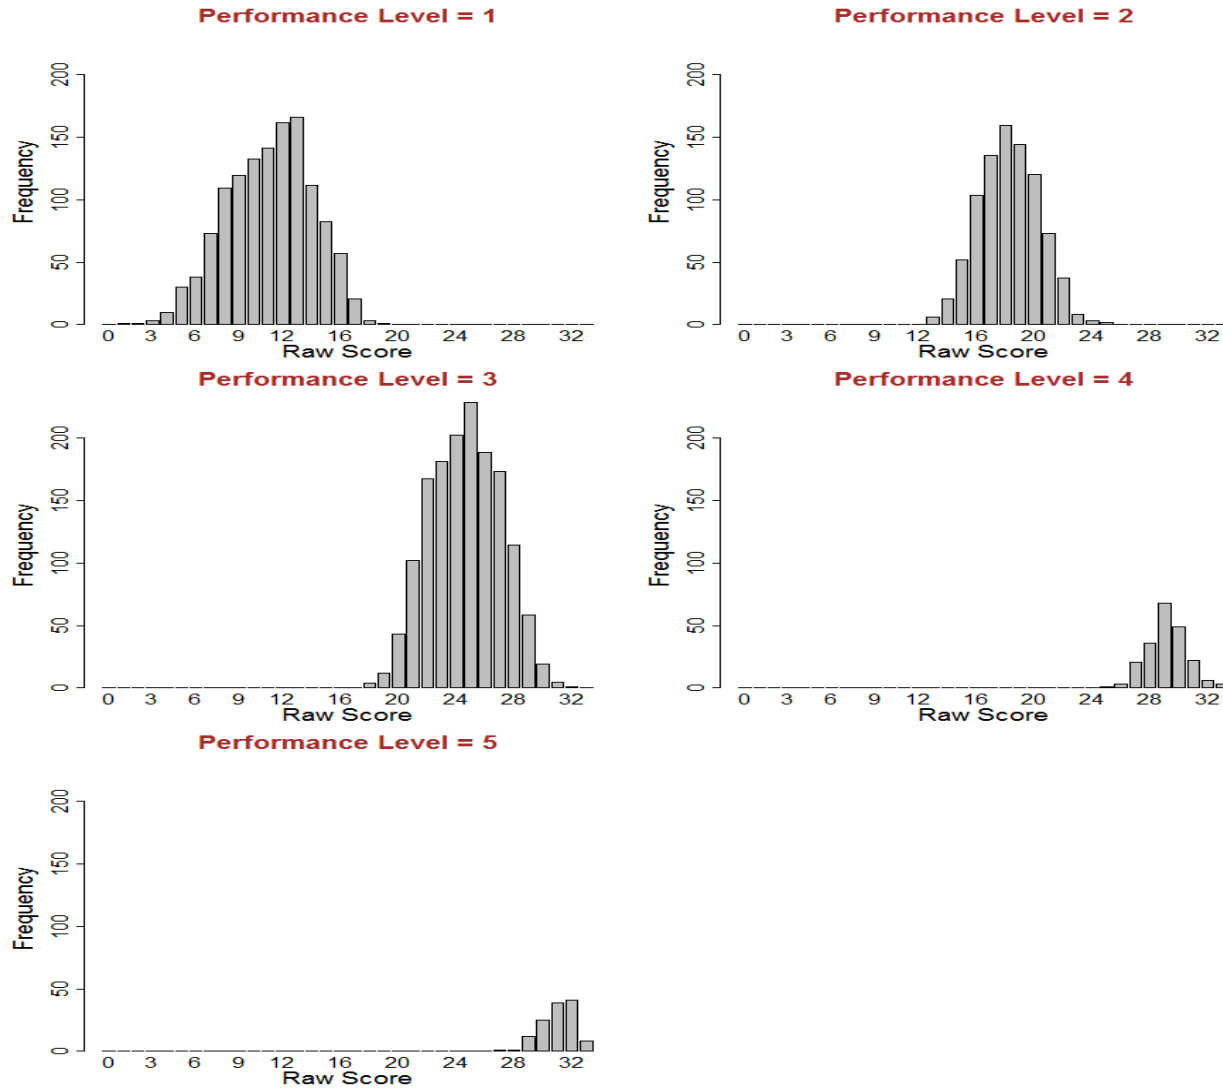 Performance Level = 1
Frequency
0 50 100 150 200
0 3 6 9 12 16 20 24 28 32
Raw Score
Performance Level = 2
Frequency
0 50 100 150 200
0 3 6 9 12 16 20 24 28 32
Raw Score
Performance Level = 3
Frequency
0 50 100 150 200
0 3 6 9 12 16 20 24 28 32
Raw Score
Performance Level = 4
Frequency
0 50 100 150 200
0 3 6 9 12 16 20 24 28 32
Raw Score
Performance Level = 5
Frequency
0 50 100 150 200
0 3 6 9 12 16 20 24 28 32
Raw Score